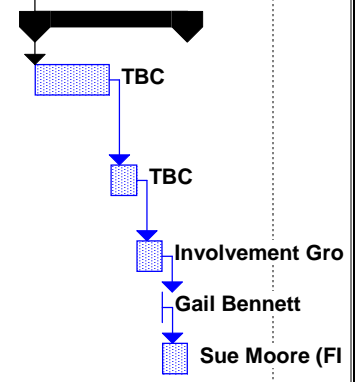 TBC
TBC
Involvement Gro
Gail Bennett
Sue Moore (FI